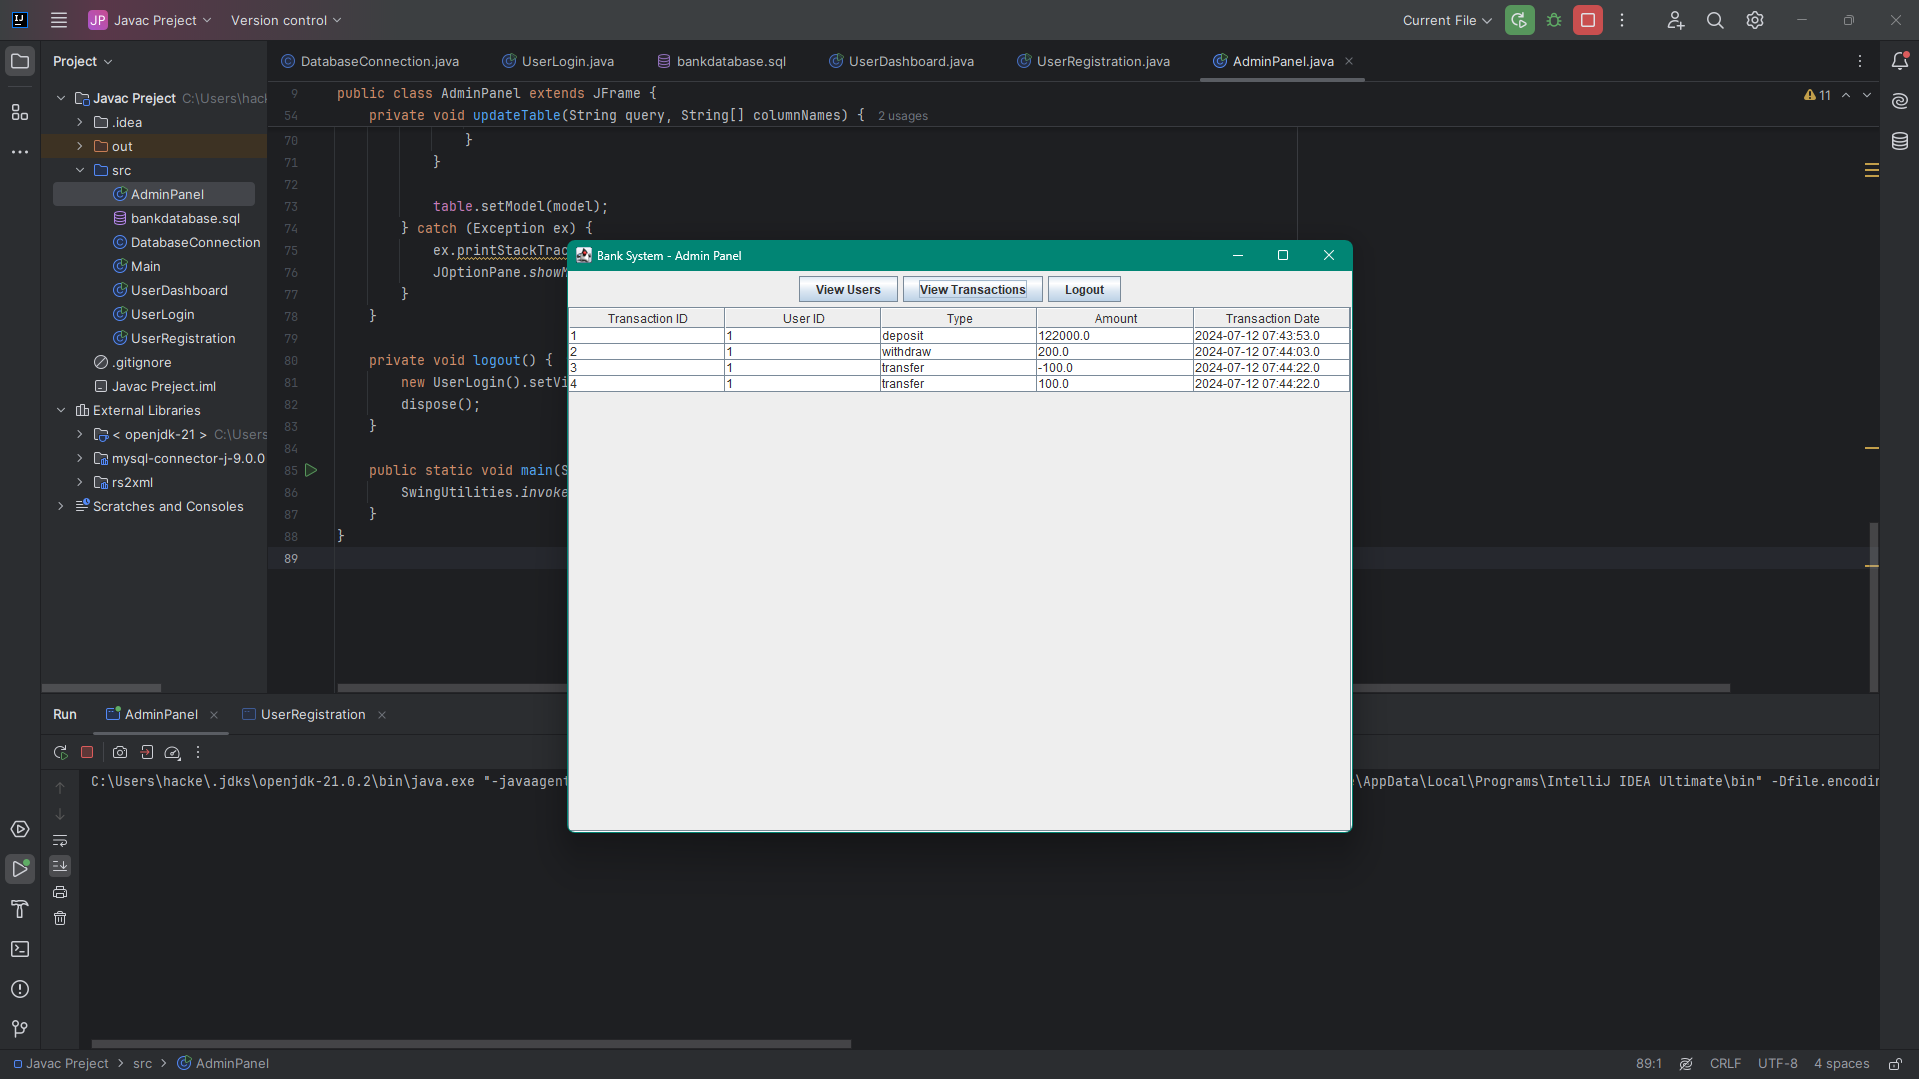 JP Javac Preject Version control Current File
Project
DatabaseConnection.java UserLogin.java bankdatabase.sql UserDashboard.java UserRegistration.java AdminPanel.java
Javac Preject C:\Users\hack
.idea
out
src
AdminPanel
bankdatabase.sql
DatabaseConnection
Main
UserDashboard
UserLogin
UserRegistration
.gitignore
Javac Preject.iml
External Libraries
< openjdk-21 > C:\Users
mysql-connector-j-9.0.0
rs2xml
Scratches and Consoles
9 public class AdminPanel extends JFrame {
54 private void updateTable(String query, String[] columnNames) { 2 usages
11
70 }
71 }
72
73 table.setModel(model);
74 } catch (Exception ex) {
75 ex.printStackTrac
76 JOptionPane.show
77 }
78 }
79
80 private void logout() {
81 new UserLogin().setVi
82 dispose();
83 }
84
85 public static void main(S
86 SwingUtilities.invoke
87 }
88 }
89
Bank System - Admin Panel
View Users View Transactions Logout
Transaction ID User ID Type Amount Transaction Date
1 1 deposit 122000.0 2024-07-12 07:43:53.0
2 1 withdraw 200.0 2024-07-12 07:44:03.0
3 1 transfer -100.0 2024-07-12 07:44:22.0
4 1 transfer 100.0 2024-07-12 07:44:22.0
Run AdminPanel UserRegistration
C:\Users\hacke\.jdks\openjdk-21.0.2\bin\java.exe "-javaagent \AppData\Local\Programs\IntelliJ IDEA Ultimate\bin" -Dfile.encodin
Javac Preject src AdminPanel 89:1 CRLF UTF-8 4 spaces